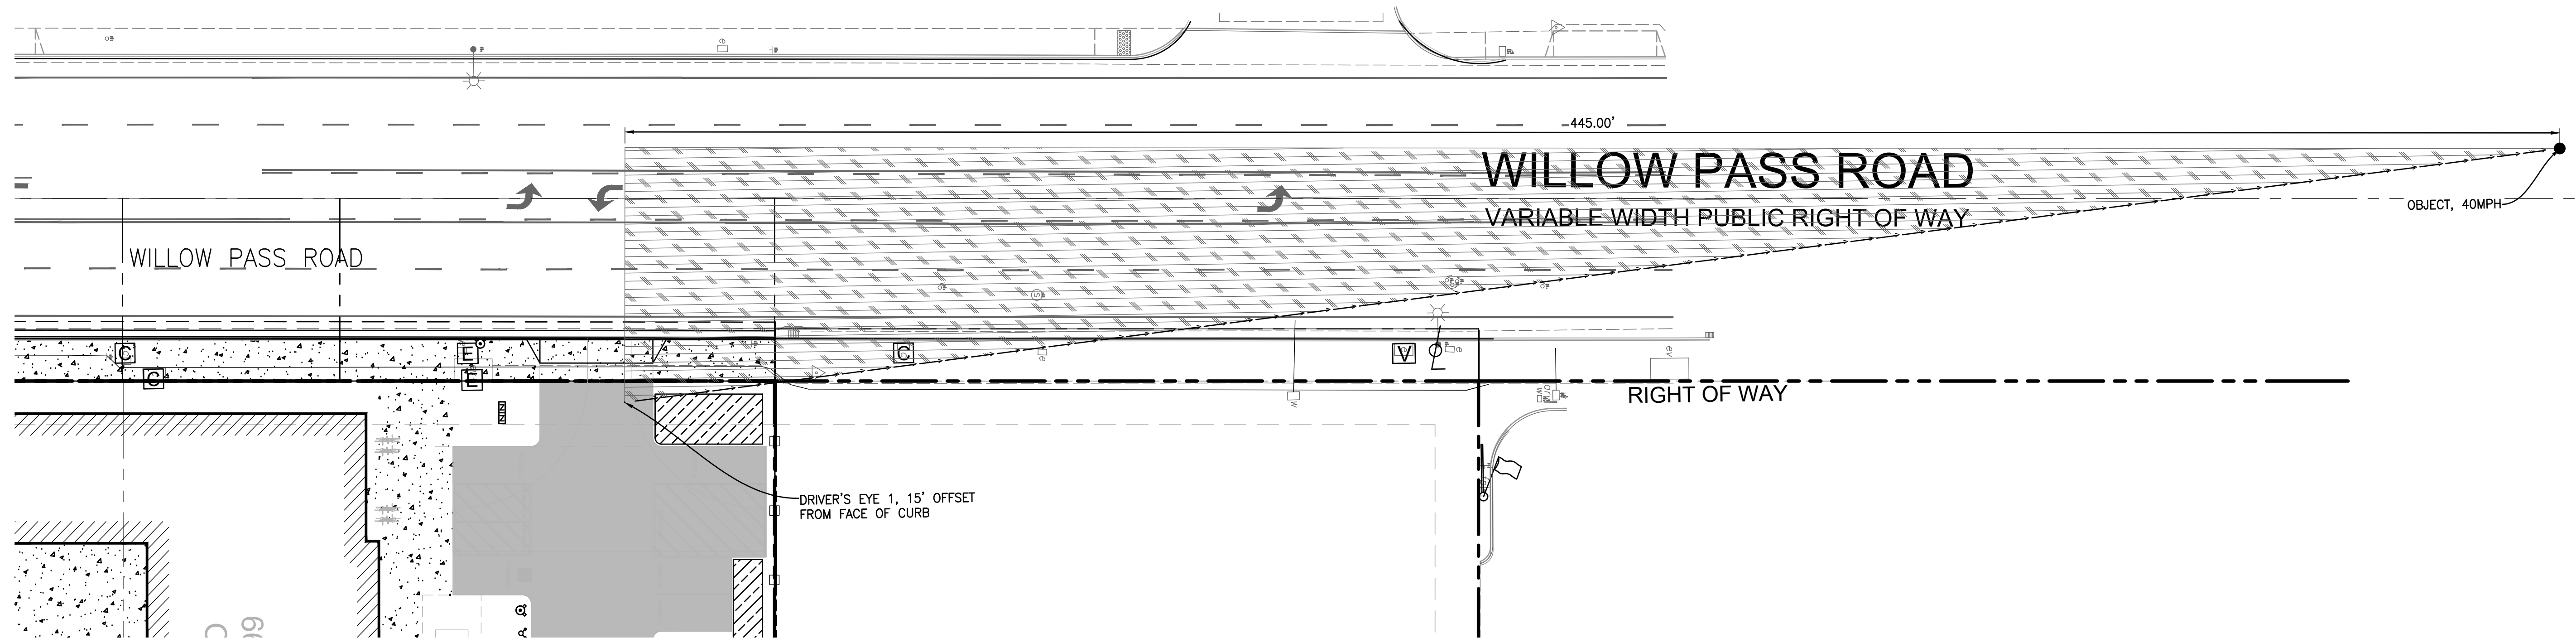 445.00'
WILLOW PASS ROAD
VARIABLE WIDTH PUBLIC RIGHT OF WAY
OBJECT, 40MPH
WILLOW PASS ROAD
C
E
C
V
C
E
RIGHT OF WAY
DRIVER'S EYE 1, 15' OFFSET
FROM FACE OF CURB